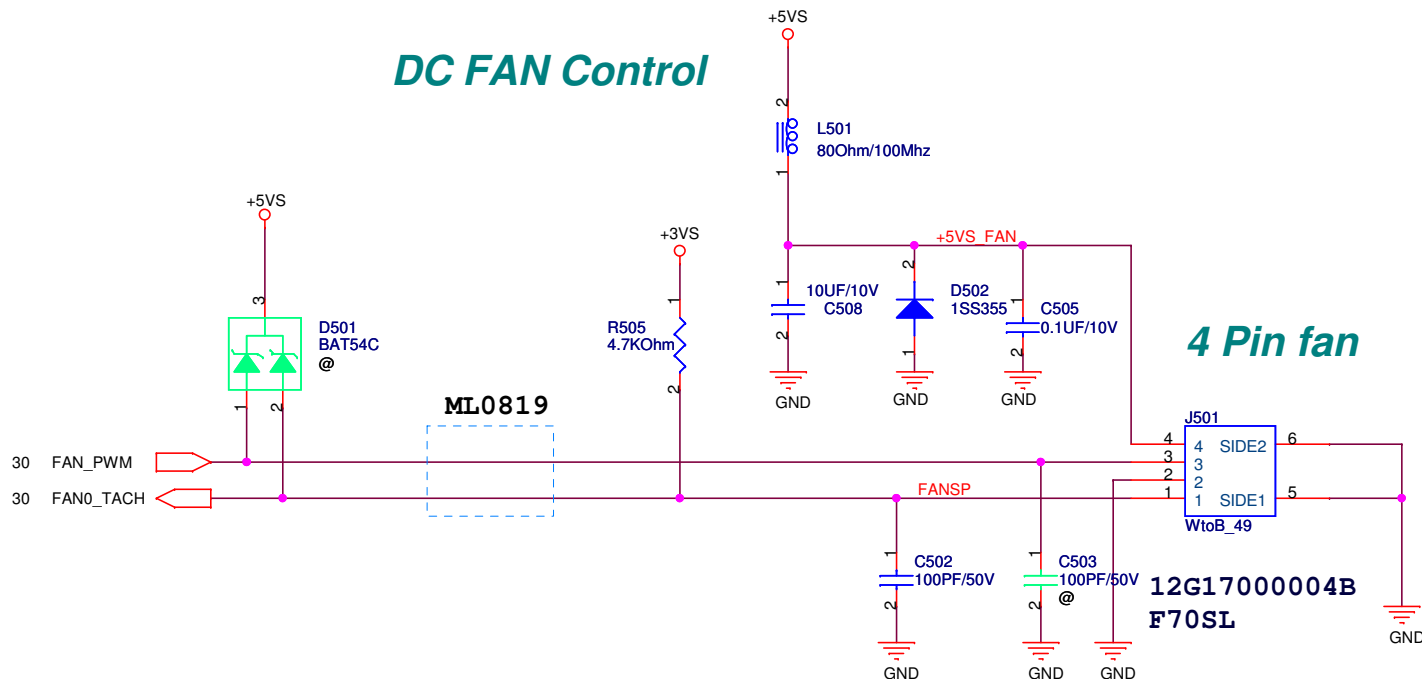 +5VS
DC FAN Control
2
L501
80Ohm/100Mhz
1
+5VS
+3VS
+5VS_FAN
3
D501
BAT54C
@
1
2
1
R505
4.7KOhm
2
1
10UF/10V
C508
2
GND
2
D502
1SS355
1
GND
1
C505
0.1UF/10V
2
GND
4 Pin fan
ML0819
J501
4
3
2
1
4
3
2
1
SIDE2
SIDE1
6
5
WtoB_49
30 FAN_PWM
30 FAN0_TACH
FANSP
1
C502
100PF/50V
2
GND
1
C503
100PF/50V
@
2
GND
GND
12G17000004B
F70SL
GND